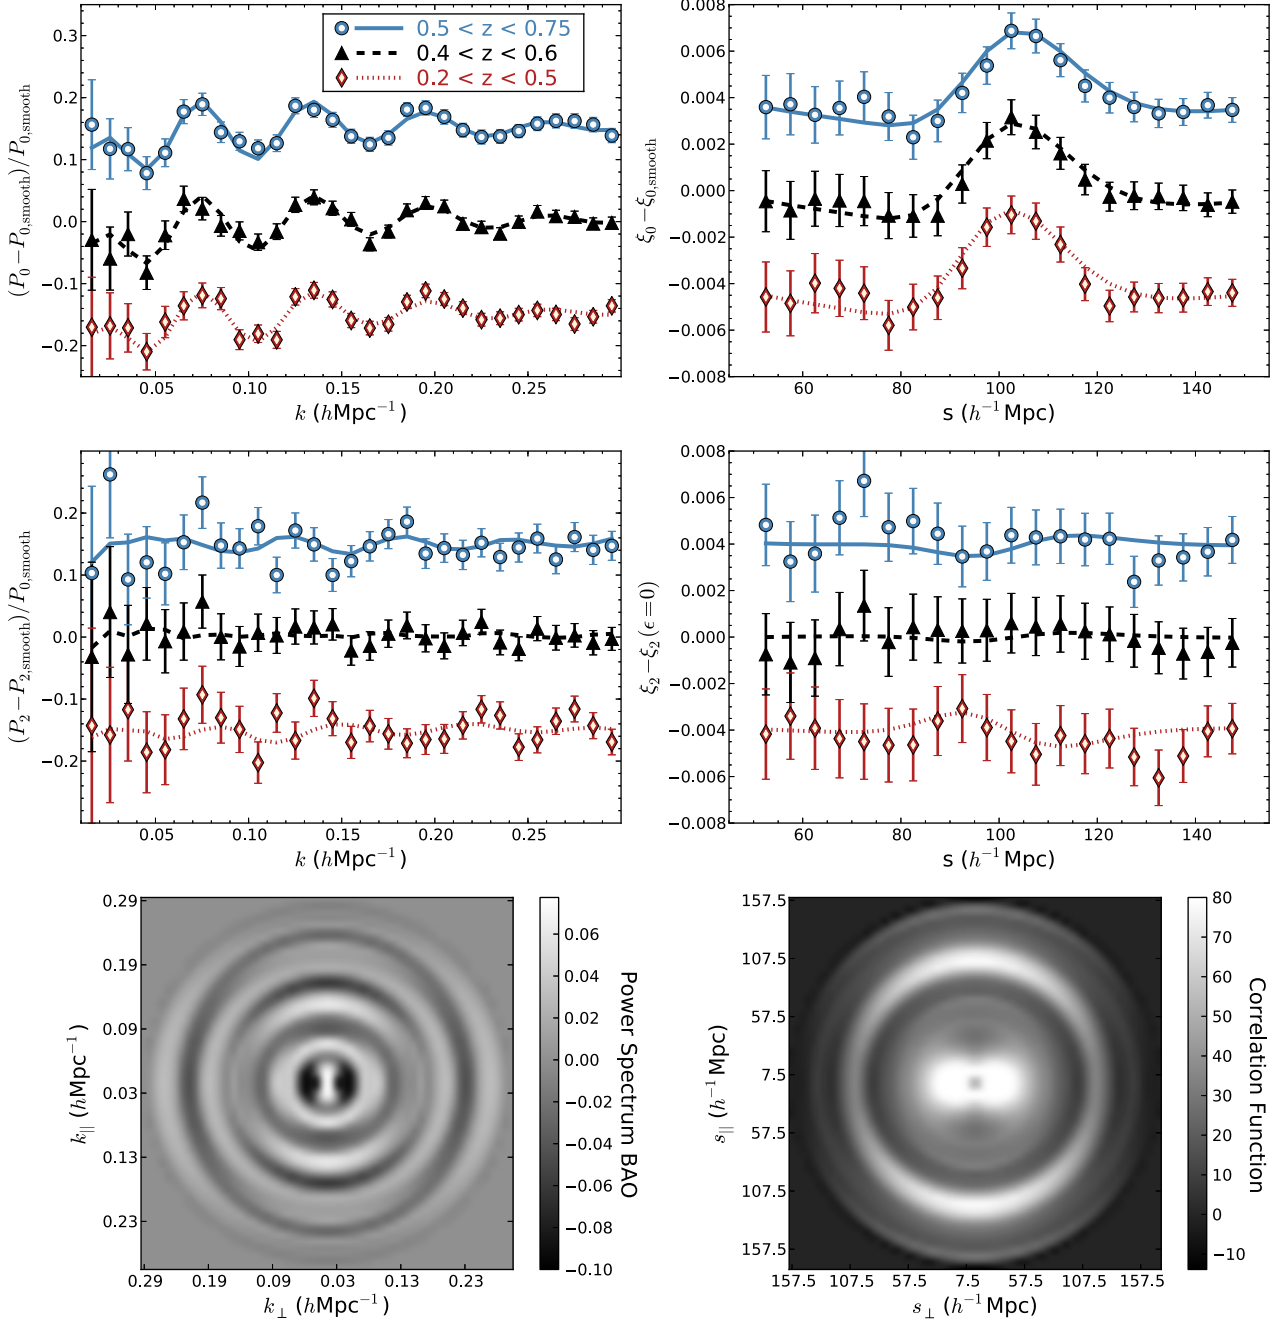 0.5 < z < 0.75
0.4 < z < 0.6
0.2 < z < 0.5
0.3
0.2
0.1
0.0
−0.1
−0.2
(P₀−P₀,smooth)/P₀,smooth
0.05 0.10 0.15 0.20 0.25
k (hMpc⁻¹)
0.008
0.006
0.004
0.002
0.000
−0.002
−0.004
−0.006
−0.008
ξ₀−ξ₀,smooth
60 80 100 120 140
s (h⁻¹Mpc)
0.2
0.1
0.0
−0.1
−0.2
(P₂−P₂,smooth)/P₀,smooth
0.05 0.10 0.15 0.20 0.25
k (hMpc⁻¹)
0.008
0.006
0.004
0.002
0.000
−0.002
−0.004
−0.006
−0.008
ξ₂−ξ₂(ϵ=0)
60 80 100 120 140
s (h⁻¹Mpc)
0.29
0.19
0.09
0.03
0.13
0.23
k|| (hMpc⁻¹)
0.29 0.19 0.09 0.03 0.13 0.23
k⊥ (hMpc⁻¹)
0.06
0.04
0.02
0.00
−0.02
−0.04
−0.06
−0.08
−0.10
Power Spectrum BAO
157.5
107.5
57.5
7.5
57.5
107.5
157.5
s|| (h⁻¹Mpc)
157.5 107.5 57.5 7.5 57.5 107.5 157.5
s⊥ (h⁻¹Mpc)
80
70
60
50
40
30
20
10
0
−10
Correlation Function